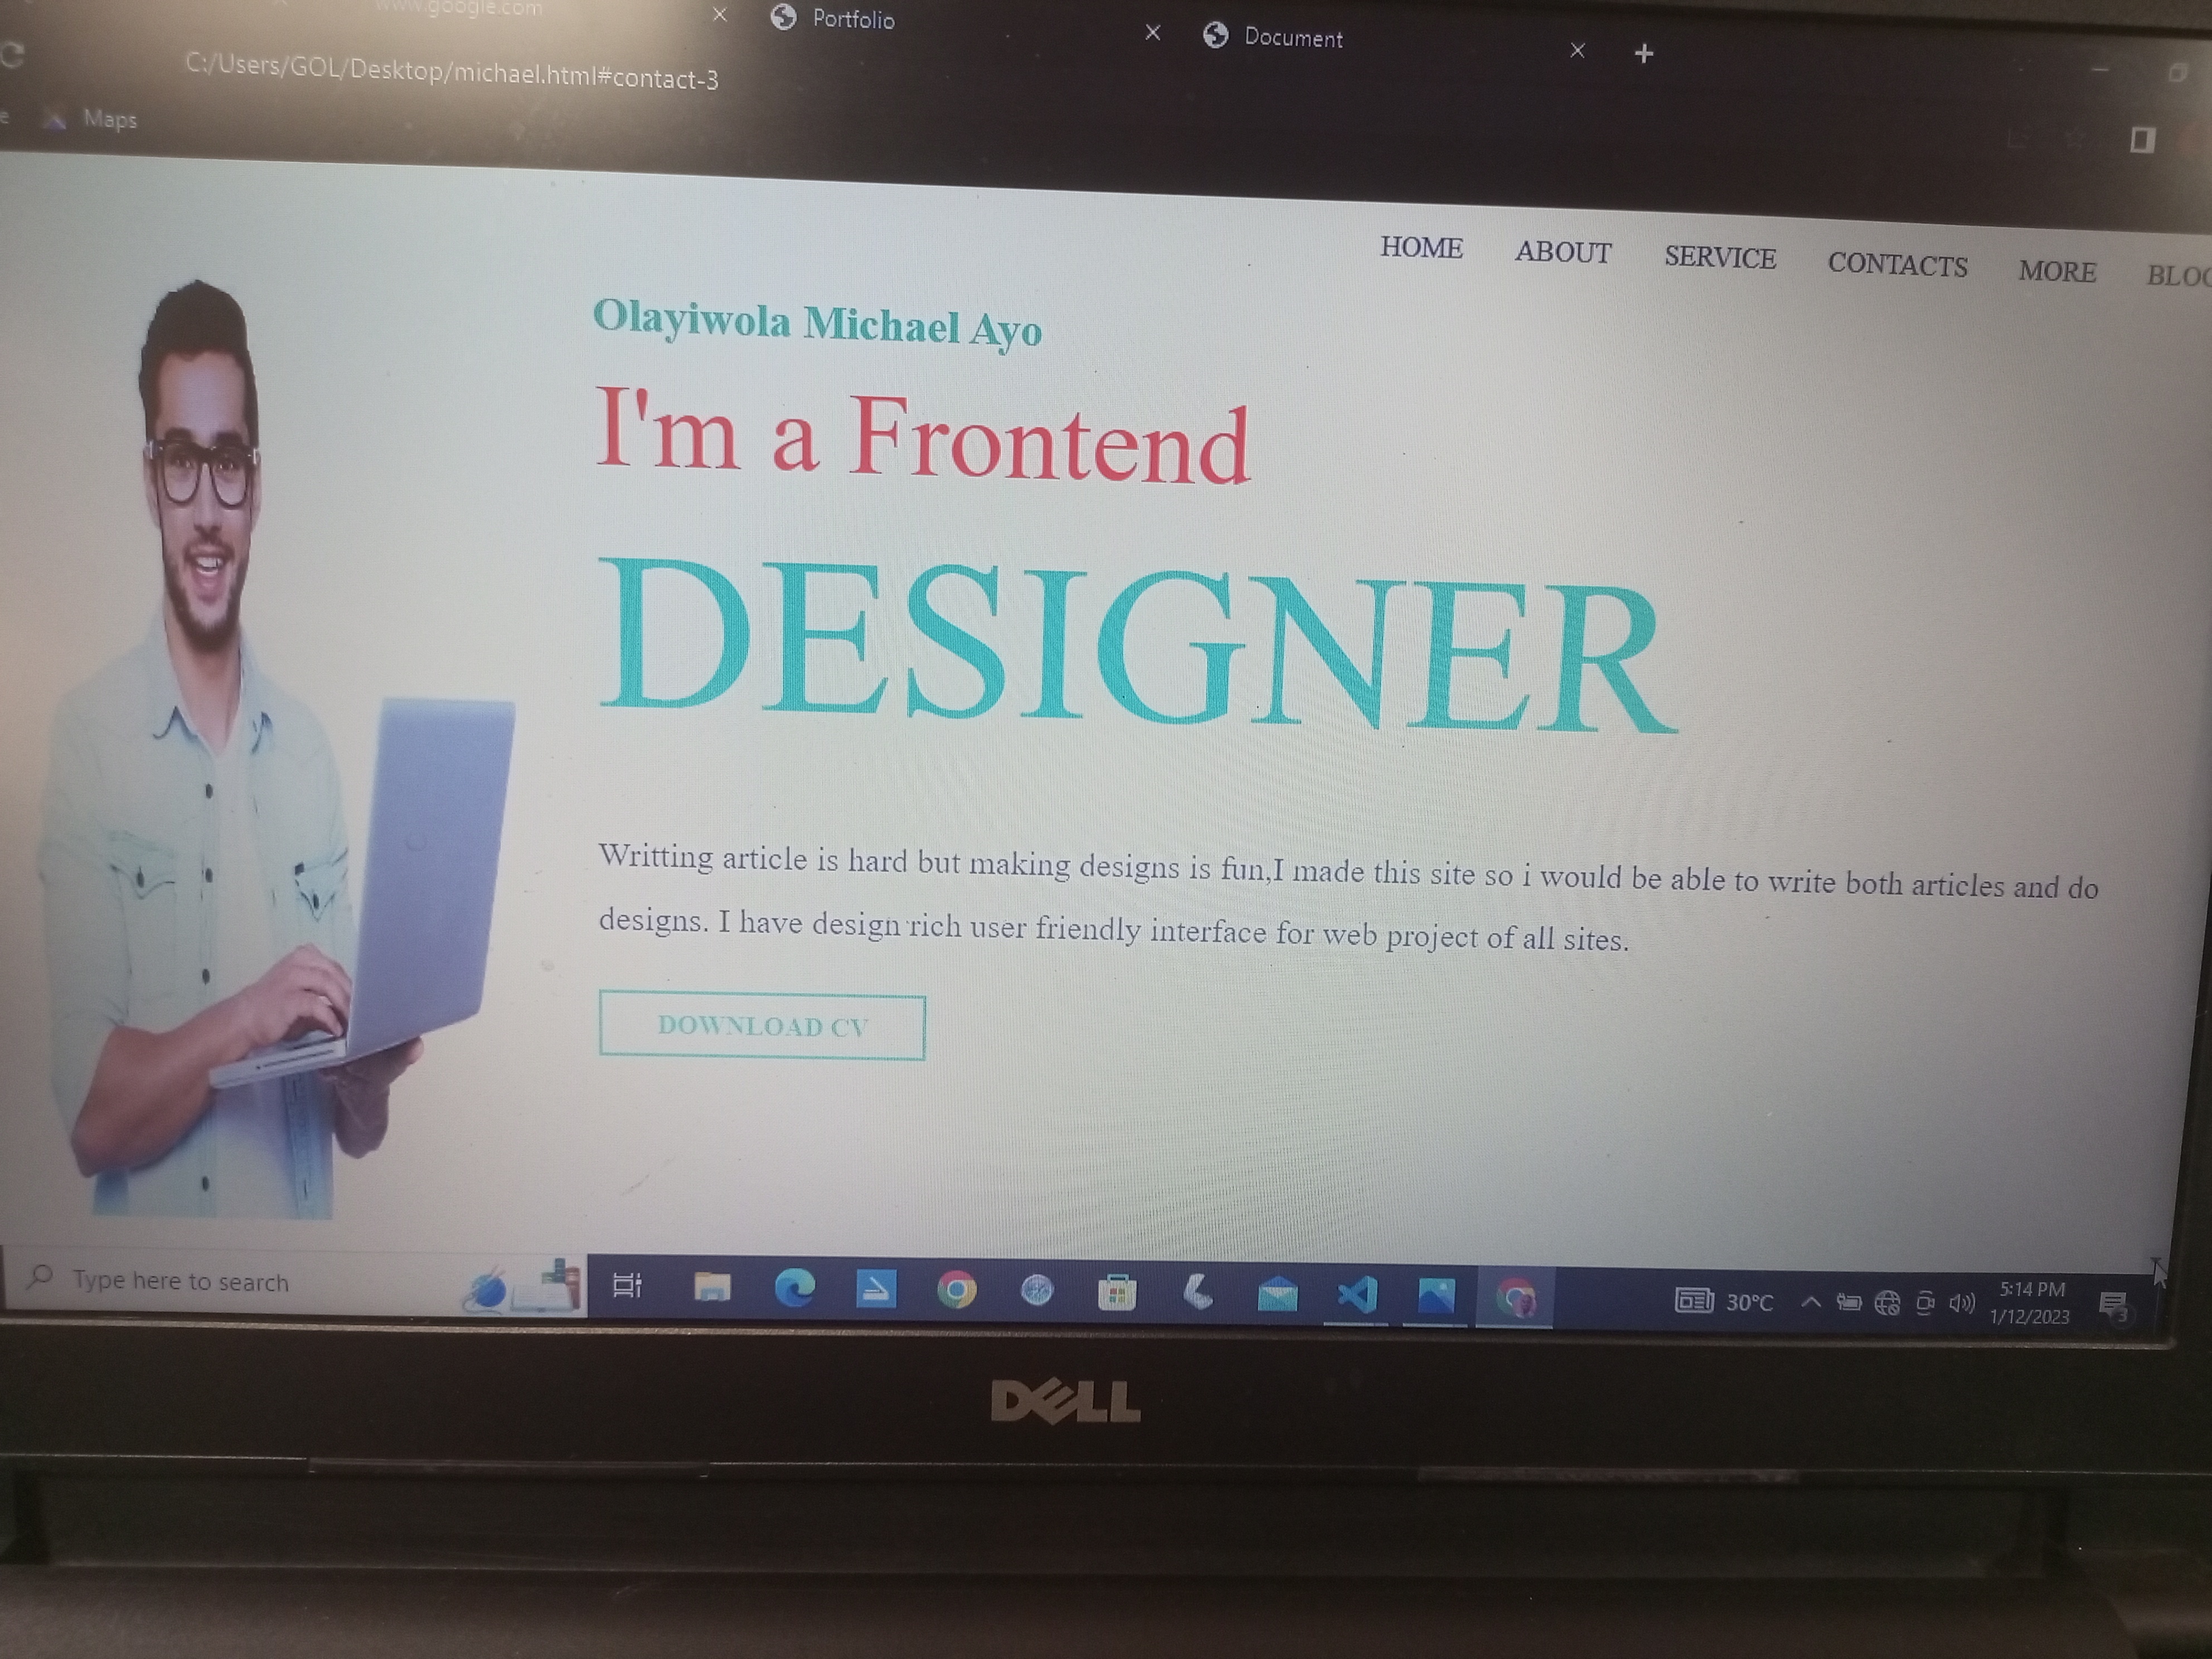 www.google.com
Portfolio
Document
C:/Users/GOL/Desktop/michael.html#contact-3
Maps
HOME ABOUT SERVICE CONTACTS MORE BLOG
Olayiwola Michael Ayo
I'm a Frontend
DESIGNER
Writting article is hard but making designs is fun,I made this site so i would be able to write both articles and do
designs. I have design rich user friendly interface for web project of all sites.
DOWNLOAD CV
Type here to search
30°C
5:14 PM
1/12/2023
3
DELL